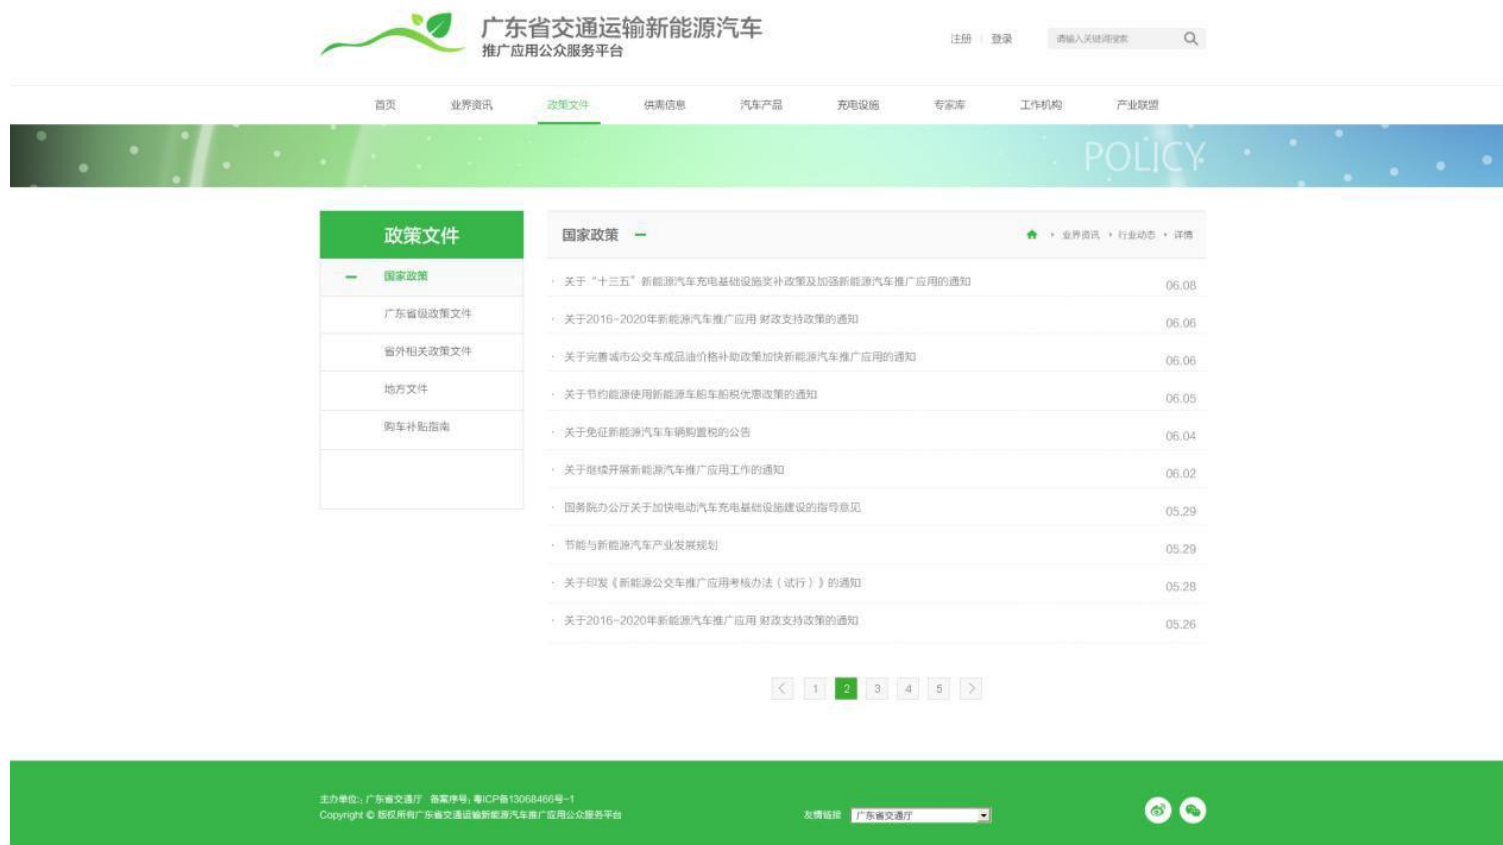 广东省交通运输新能源汽车
推广应用公众服务平台
注册 登录 请输入关键词搜索
首页 业界资讯 政策文件 供需信息 汽车产品 充电设施 专家库 工作机构 产业联盟
POLICY
政策文件
国家政策
广东省级政策文件
省外相关政策文件
地方文件
购车补贴指南
国家政策
业界资讯 行业动态 详情
· 关于“十三五”新能源汽车充电基础设施奖补政策及加强新能源汽车推广应用的通知 06.08
· 关于2016-2020年新能源汽车推广应用 财政支持政策的通知 06.06
· 关于完善城市公交车成品油价格补助政策加快新能源汽车推广应用的通知 06.06
· 关于节约能源使用新能源车船车船税优惠政策的通知 06.05
· 关于免征新能源汽车车辆购置税的公告 06.04
· 关于继续开展新能源汽车推广应用工作的通知 06.02
· 国务院办公厅关于加快电动汽车充电基础设施建设的指导意见 05.29
· 节能与新能源汽车产业发展规划 05.29
· 关于印发《新能源公交车推广应用考核办法(试行)》的通知 05.28
· 关于2016-2020年新能源汽车推广应用 财政支持政策的通知 05.26
< 1 2 3 4 5 >
主办单位:广东省交通厅 备案序号:粤ICP备13068466号-1
Copyright © 版权所有广东省交通运输新能源汽车推广应用公众服务平台
友情链接 广东省交通厅